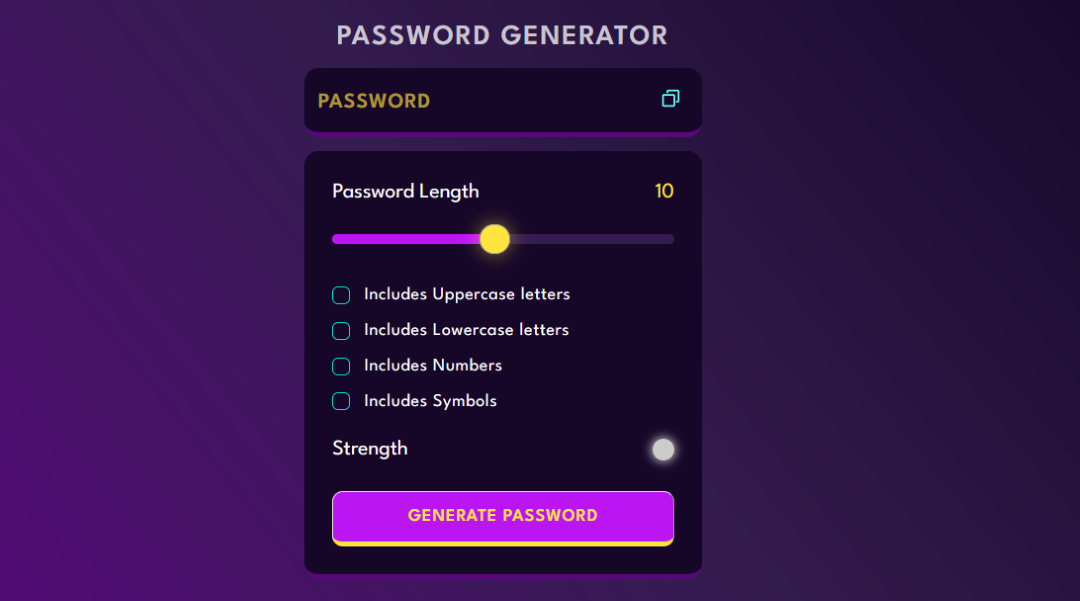 PASSWORD GENERATOR
PASSWORD
Password Length 10
Includes Uppercase letters
Includes Lowercase letters
Includes Numbers
Includes Symbols
Strength
GENERATE PASSWORD